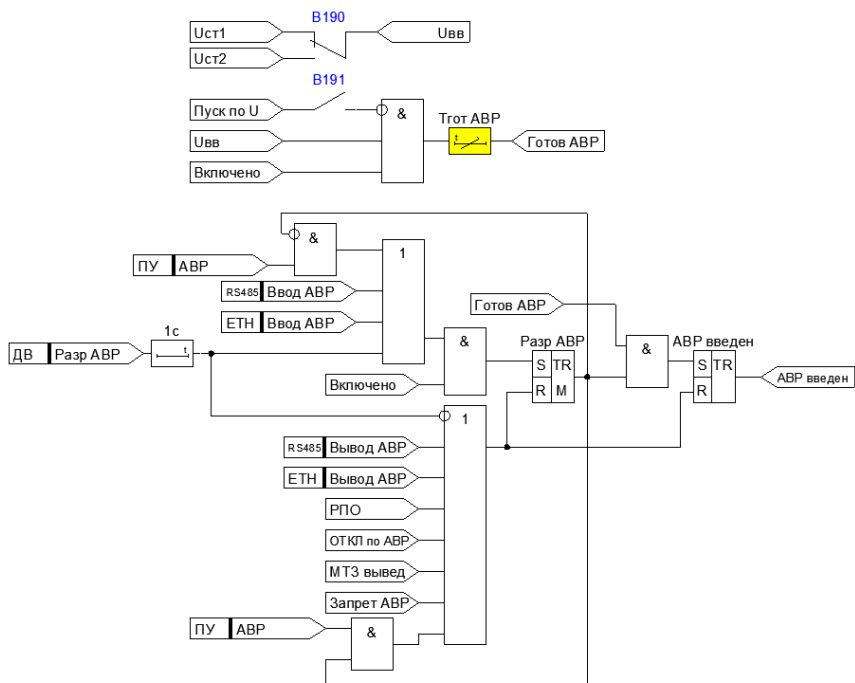 В190
Uст1
Uвв
Uст2
В191
Пуск по U
&
Tгот АВР
t
Uвв
Готов АВР
Включено
&
ПУ АВР
1
RS485 Ввод АВР
Готов АВР
ETH Ввод АВР
1с
ДВ Разр АВР
t
&
Разр АВР
&
АВР введен
S TR
S TR
Включено
R M
R
АВР введен
1
RS485 Вывод АВР
ETH Вывод АВР
РПО
ОТКЛ по АВР
МТЗ вывед
Запрет АВР
ПУ АВР
&